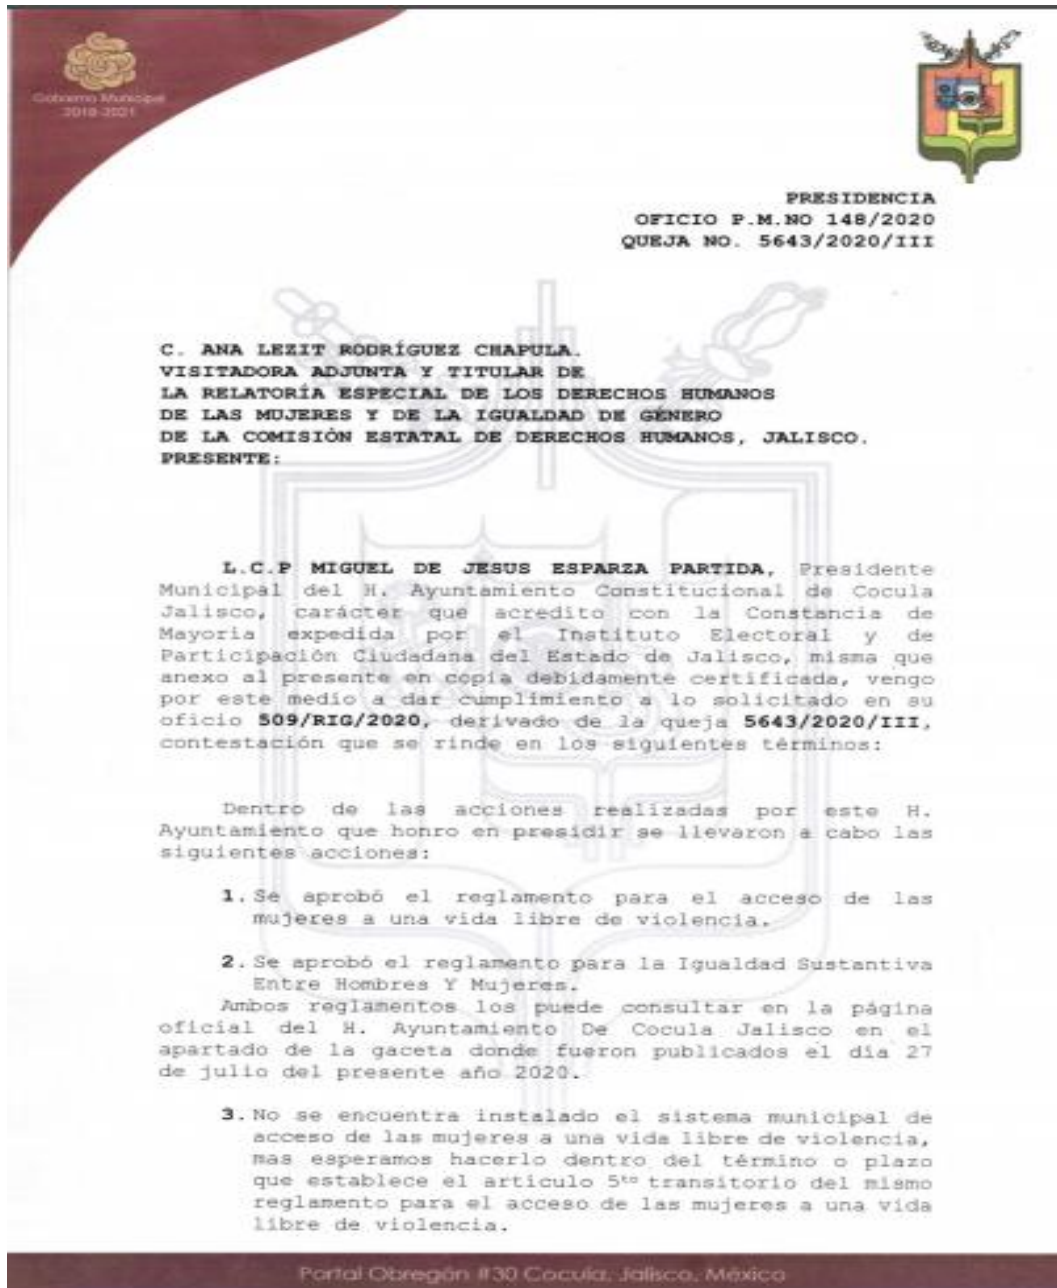 Gobierno Municipal
2018-2021
PRESIDENCIA
OFICIO P.M.NO 148/2020
QUEJA NO. 5643/2020/III
C. ANA LEZIT RODRÍGUEZ CHAPULA.
VISITADORA ADJUNTA Y TITULAR DE
LA RELATORÍA ESPECIAL DE LOS DERECHOS HUMANOS
DE LAS MUJERES Y DE LA IGUALDAD DE GÉNERO
DE LA COMISIÓN ESTATAL DE DERECHOS HUMANOS, JALISCO.
PRESENTE:
L.C.P MIGUEL DE JESUS ESPARZA PARTIDA, Presidente
Municipal del H. Ayuntamiento Constitucional de Cocula
Jalisco, carácter que acredito con la Constancia de
Mayoria expedida por el Instituto Electoral y de
Participación Ciudadana del Estado de Jalisco, misma que
anexo al presente en copia debidamente certificada, vengo
por este medio a dar cumplimiento a lo solicitado en su
oficio 509/RIG/2020, derivado de la queja 5643/2020/III,
contestación que se rinde en los siguientes términos:
Dentro de las acciones realizadas por este H.
Ayuntamiento que honro en presidir se llevaron a cabo las
siguientes acciones:
1. Se aprobó el reglamento para el acceso de las
mujeres a una vida libre de violencia.
2. Se aprobó el reglamento para la Igualdad Sustantiva
Entre Hombres Y Mujeres.
Ambos reglamentos los puede consultar en la página
oficial del H. Ayuntamiento De Cocula Jalisco en el
apartado de la gaceta donde fueron publicados el día 27
de julio del presente año 2020.
3. No se encuentra instalado el sistema municipal de
acceso de las mujeres a una vida libre de violencia,
mas esperamos hacerlo dentro del término o plazo
que establece el articulo 5to transitorio del mismo
reglamento para el acceso de las mujeres a una vida
libre de violencia.
Portal Obregón #30 Cocula, Jalisco, México